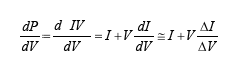 dP/dV = d IV/dV = I + V dI/dV ≅ I + V ΔI/ΔV